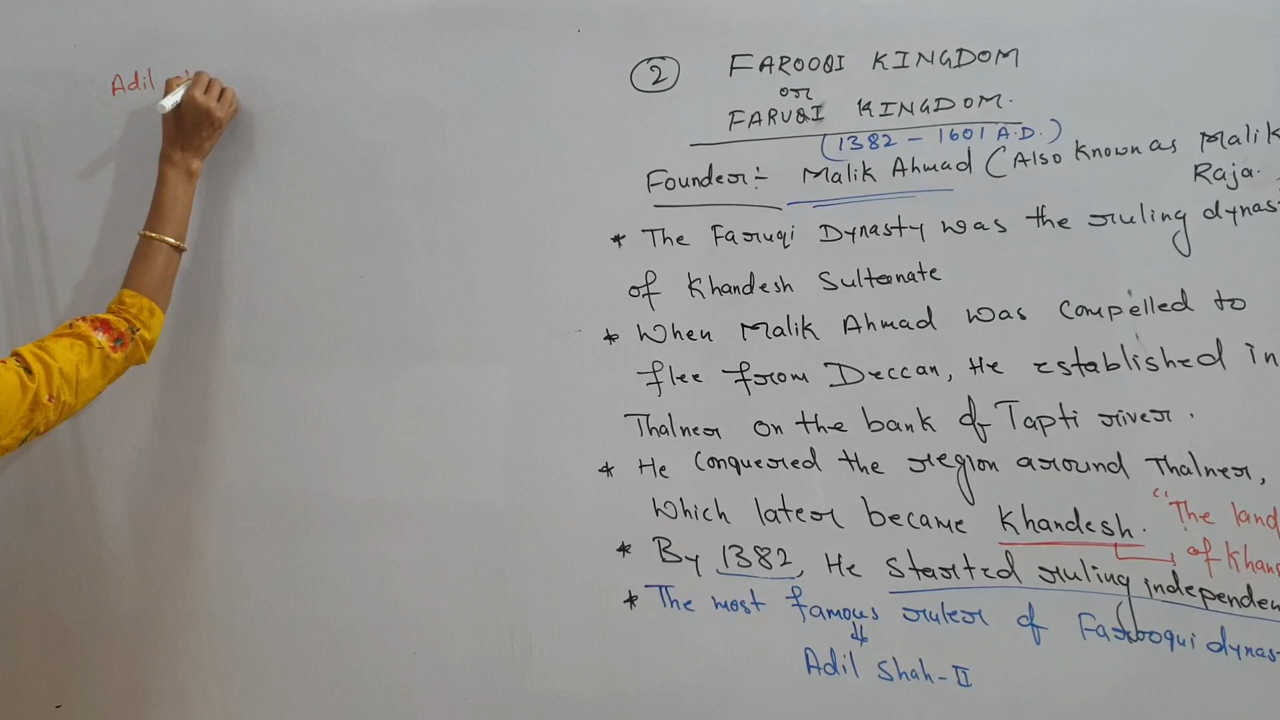 Adil
2 FAROOQI KINGDOM
or
FARUQI KINGDOM.
(1382 – 1601 A.D.)
Founder:- Malik Ahmad (Also known as Malik
Raja.
* The Faruqi Dynasty was the ruling dynas
of Khandesh Sultanate
* When Malik Ahmad was compelled to
flee from Deccan, He established in
Thalner on the bank of Tapti river.
* He conquered the region around Thalner,
which later became Khandesh. "The land
of Khan
* By 1382, He started ruling independen
* The most famous ruler of Farooqui dynas
Adil Shah-II